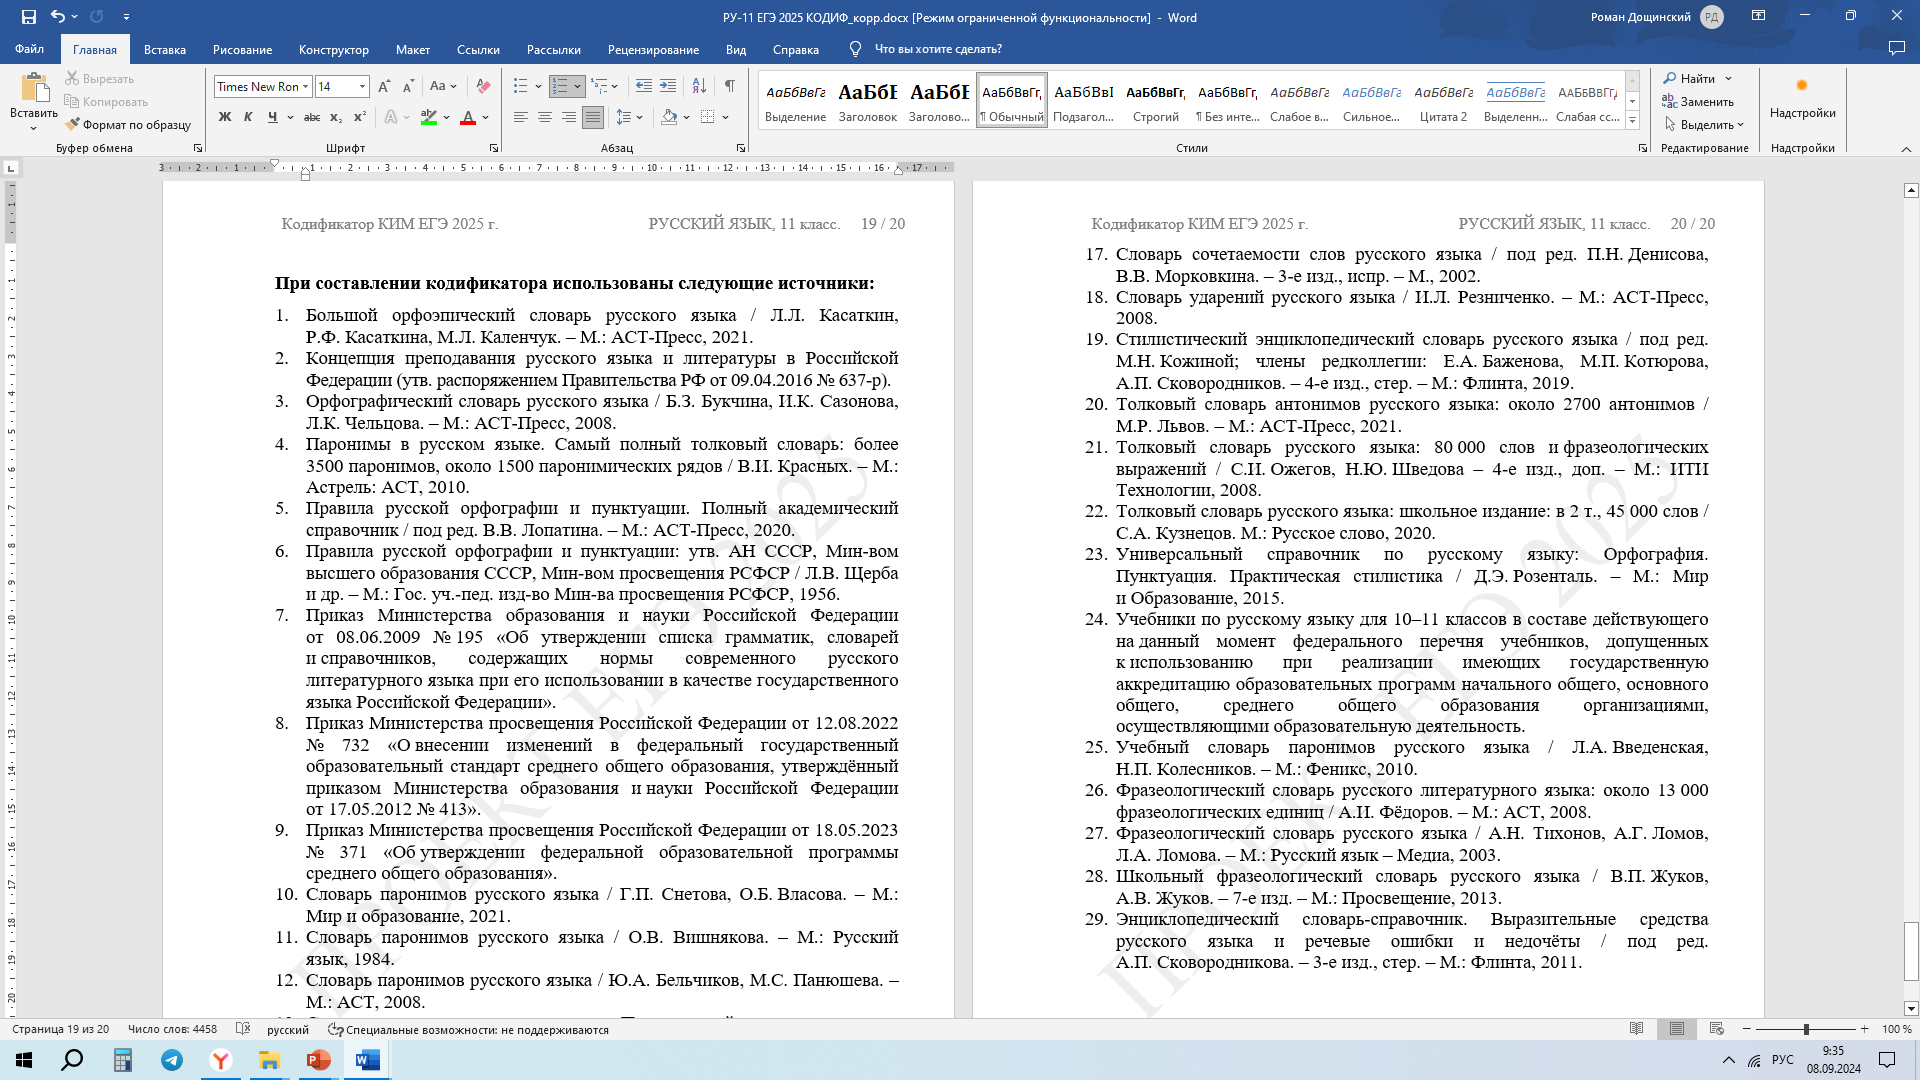 РУ-11 ЕГЭ 2025 КОДИФ_корр.docx [Режим ограниченной функциональности] - Word
Роман Дощинский
РД
Файл Главная Вставка Рисование Конструктор Макет Ссылки Рассылки Рецензирование Вид Справка Что вы хотите сделать?
Вставить
Вырезать
Копировать
Формат по образцу
Буфер обмена
Times New Ron 14
Шрифт
Абзац
Выделение Заголовок Заголово... ¶ Обычный Подзагол... Строгий ¶ Без инте... Слабое в... Сильное... Цитата 2 Выделенн... Слабая сс...
Стили
Найти
Заменить
Выделить
Редактирование
Надстройки
Надстройки
Кодификатор КИМ ЕГЭ 2025 г. РУССКИЙ ЯЗЫК, 11 класс. 19 / 20
При составлении кодификатора использованы следующие источники:
1. Большой орфоэпический словарь русского языка / Л.Л. Касаткин,
Р.Ф. Касаткина, М.Л. Каленчук. – М.: АСТ-Пресс, 2021.
2. Концепция преподавания русского языка и литературы в Российской
Федерации (утв. распоряжением Правительства РФ от 09.04.2016 № 637-р).
3. Орфографический словарь русского языка / Б.З. Букчина, И.К. Сазонова,
Л.К. Чельцова. – М.: АСТ-Пресс, 2008.
4. Паронимы в русском языке. Самый полный толковый словарь: более
3500 паронимов, около 1500 паронимических рядов / В.И. Красных. – М.:
Астрель: АСТ, 2010.
5. Правила русской орфографии и пунктуации. Полный академический
справочник / под ред. В.В. Лопатина. – М.: АСТ-Пресс, 2020.
6. Правила русской орфографии и пунктуации: утв. АН СССР, Мин-вом
высшего образования СССР, Мин-вом просвещения РСФСР / Л.В. Щерба
и др. – М.: Гос. уч.-пед. изд-во Мин-ва просвещения РСФСР, 1956.
7. Приказ Министерства образования и науки Российской Федерации
от 08.06.2009 № 195 «Об утверждении списка грамматик, словарей
и справочников, содержащих нормы современного русского
литературного языка при его использовании в качестве государственного
языка Российской Федерации».
8. Приказ Министерства просвещения Российской Федерации от 12.08.2022
№ 732 «О внесении изменений в федеральный государственный
образовательный стандарт среднего общего образования, утверждённый
приказом Министерства образования и науки Российской Федерации
от 17.05.2012 № 413».
9. Приказ Министерства просвещения Российской Федерации от 18.05.2023
№ 371 «Об утверждении федеральной образовательной программы
среднего общего образования».
10. Словарь паронимов русского языка / Г.П. Снетова, О.Б. Власова. – М.:
Мир и образование, 2021.
11. Словарь паронимов русского языка / О.В. Вишнякова. – М.: Русский
язык, 1984.
12. Словарь паронимов русского языка / Ю.А. Бельчиков, М.С. Панюшева. –
М.: АСТ, 2008.
ПРОЕКТ ЕГЭ 2025
Кодификатор КИМ ЕГЭ 2025 г. РУССКИЙ ЯЗЫК, 11 класс. 20 / 20
17. Словарь сочетаемости слов русского языка / под ред. П.Н. Денисова,
В.В. Морковкина. – 3-е изд., испр. – М., 2002.
18. Словарь ударений русского языка / И.Л. Резниченко. – М.: АСТ-Пресс,
2008.
19. Стилистический энциклопедический словарь русского языка / под ред.
М.Н. Кожиной; члены редколлегии: Е.А. Баженова, М.П. Котюрова,
А.П. Сковородников. – 4-е изд., стер. – М.: Флинта, 2019.
20. Толковый словарь антонимов русского языка: около 2700 антонимов /
М.Р. Львов. – М.: АСТ-Пресс, 2021.
21. Толковый словарь русского языка: 80 000 слов и фразеологических
выражений / С.И. Ожегов, Н.Ю. Шведова – 4-е изд., доп. – М.: ИТИ
Технологии, 2008.
22. Толковый словарь русского языка: школьное издание: в 2 т., 45 000 слов /
С.А. Кузнецов. М.: Русское слово, 2020.
23. Универсальный справочник по русскому языку: Орфография.
Пунктуация. Практическая стилистика / Д.Э. Розенталь. – М.: Мир
и Образование, 2015.
24. Учебники по русскому языку для 10–11 классов в составе действующего
на данный момент федерального перечня учебников, допущенных
к использованию при реализации имеющих государственную
аккредитацию образовательных программ начального общего, основного
общего, среднего общего образования организациями,
осуществляющими образовательную деятельность.
25. Учебный словарь паронимов русского языка / Л.А. Введенская,
Н.П. Колесников. – М.: Феникс, 2010.
26. Фразеологический словарь русского литературного языка: около 13 000
фразеологических единиц / А.И. Фёдоров. – М.: АСТ, 2008.
27. Фразеологический словарь русского языка / А.Н. Тихонов, А.Г. Ломов,
Л.А. Ломова. – М.: Русский язык – Медиа, 2003.
28. Школьный фразеологический словарь русского языка / В.П. Жуков,
А.В. Жуков. – 7-е изд. – М.: Просвещение, 2013.
29. Энциклопедический словарь-справочник. Выразительные средства
русского языка и речевые ошибки и недочёты / под ред.
А.П. Сковородникова. – 3-е изд., стер. – М.: Флинта, 2011.
ПРОЕКТ ЕГЭ 2025
Страница 19 из 20 Число слов: 4458 русский Специальные возможности: не поддерживаются 100 %
РУС
9:35
08.09.2024